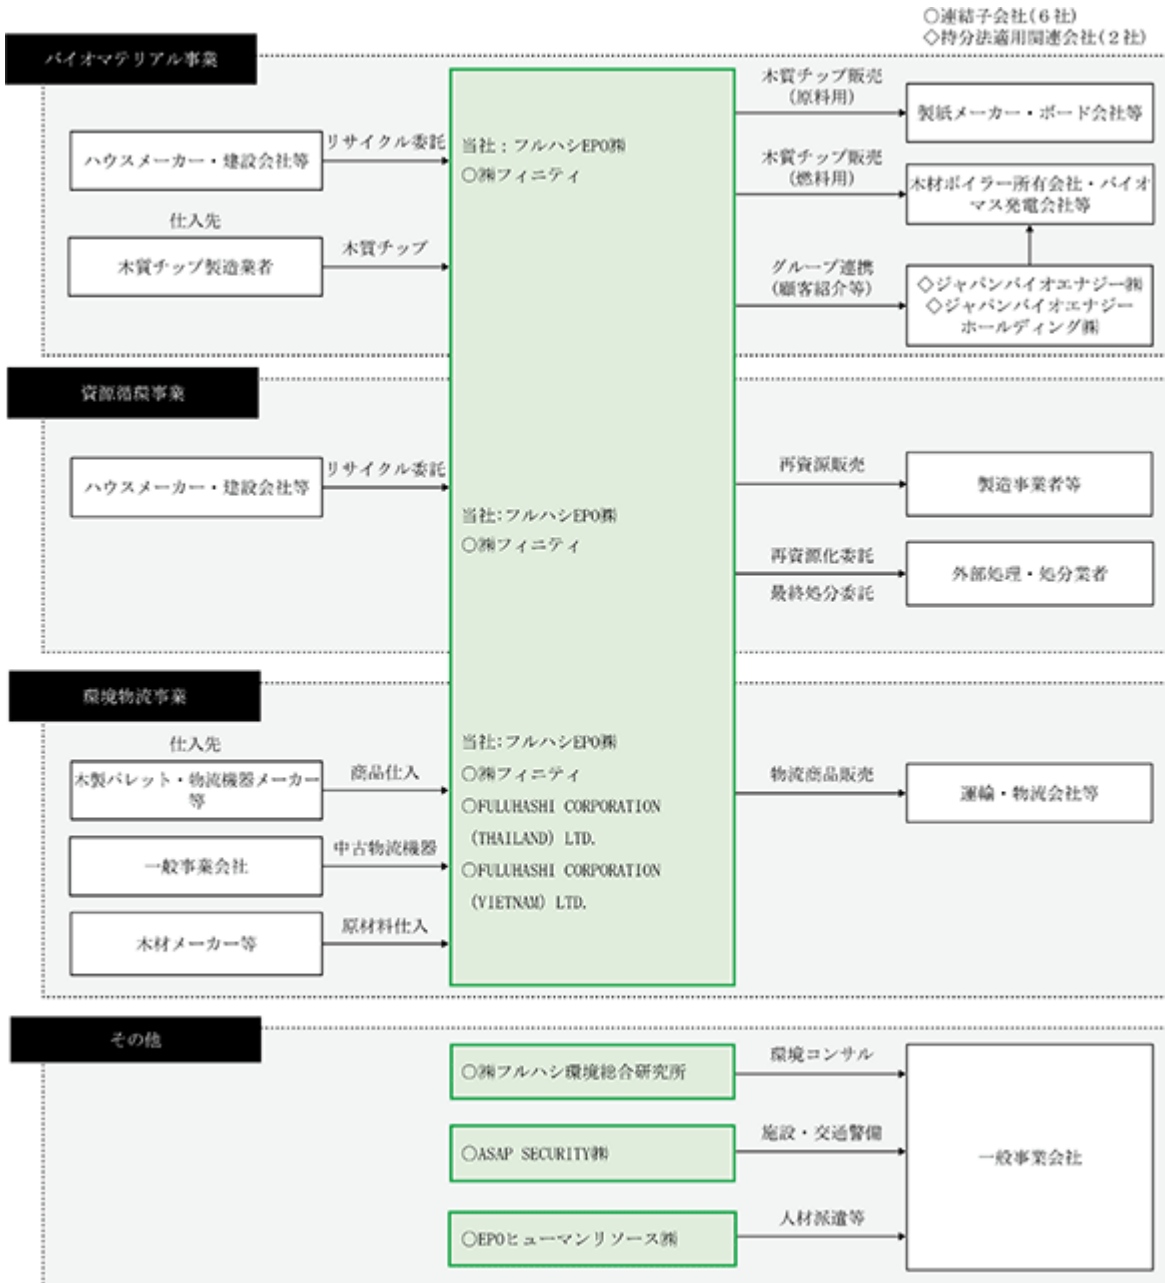 ○連結子会社(6社)
◇持分法適用関連会社(2社)
バイオマテリアル事業
ハウスメーカー・建設会社等
リサイクル委託
仕入先
木質チップ製造業者
木質チップ
当社：フルハシEPO㈱
○㈱フィニティ
木質チップ販売
(原料用)
製紙メーカー・ボード会社等
木質チップ販売
(燃料用)
木材ボイラー所有会社・バイオ
マス発電会社等
グループ連携
(顧客紹介等)
◇ジャパンバイオエナジー㈱
◇ジャパンバイオエナジー
ホールディング㈱
資源循環事業
ハウスメーカー・建設会社等
リサイクル委託
当社:フルハシEPO㈱
○㈱フィニティ
再資源販売
製造事業者等
再資源化委託
最終処分委託
外部処理・処分業者
環境物流事業
仕入先
木製パレット・物流機器メーカー
等
商品仕入
一般事業会社
中古物流機器
木材メーカー等
原材料仕入
当社:フルハシEPO㈱
○㈱フィニティ
○FULUHASHI CORPORATION
(THAILAND) LTD.
○FULUHASHI CORPORATION
(VIETNAM) LTD.
物流商品販売
運輸・物流会社等
その他
○㈱フルハシ環境総合研究所
環境コンサル
○ASAP SECURITY㈱
施設・交通警備
○EPOヒューマンリソース㈱
人材派遣等
一般事業会社